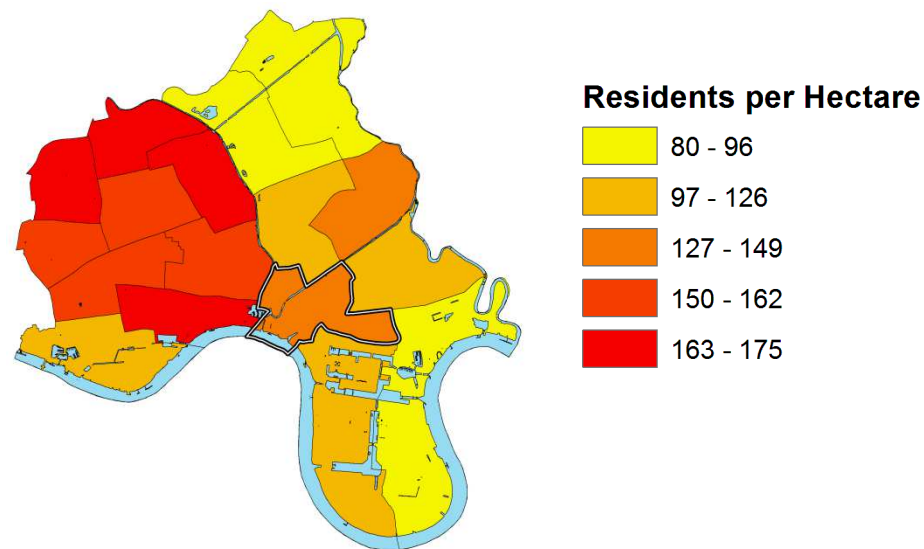 Residents per Hectare
80 - 96
97 - 126
127 - 149
150 - 162
163 - 175